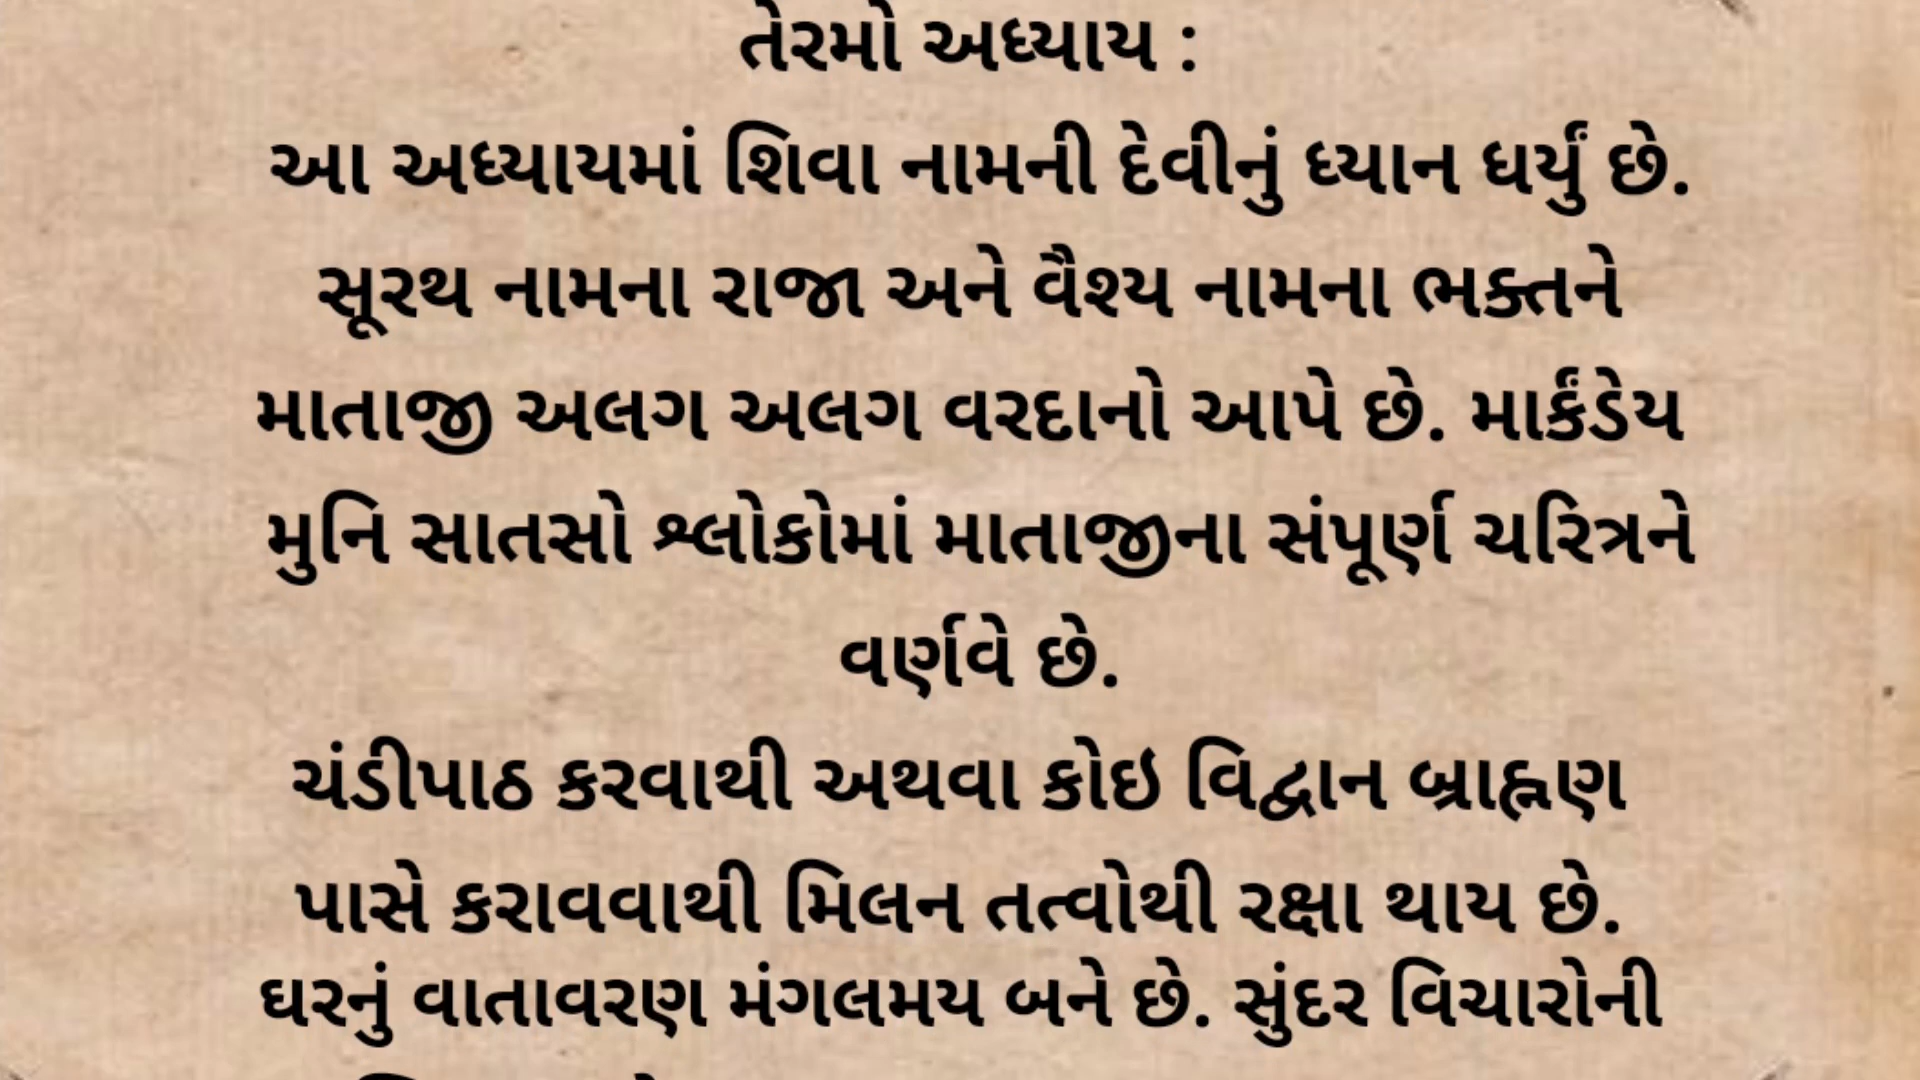 તેરમો અધ્યાય :
આ અધ્યાયમાં શિવા નામની દેવીનું ધ્યાન ધર્યું છે.
સૂરથ નામના રાજા અને વૈશ્ય નામના ભક્તને
માતાજી અલગ અલગ વરદાનો આપે છે. માર્કંડેય
મુનિ સાતસો શ્લોકોમાં માતાજીના સંપૂર્ણ ચરિત્રને
વર્ણવે છે.
ચંડીપાઠ કરવાથી અથવા કોઇ વિદ્વાન બ્રાહ્નણ
પાસે કરાવવાથી મિલન તત્વોથી રક્ષા થાય છે.
ઘરનું વાતાવરણ મંગલમય બને છે. સુંદર વિચારોની